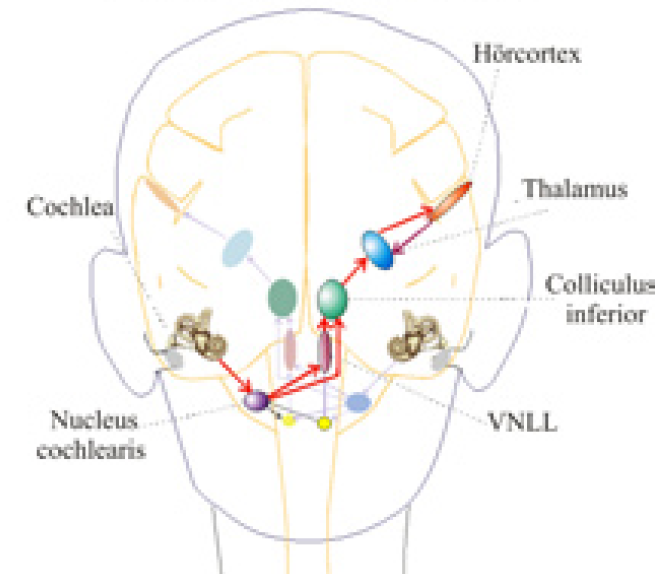 Hörcortex
Thalamus
Cochlea
Colliculus
inferior
Nucleus
cochlearis
VNLL